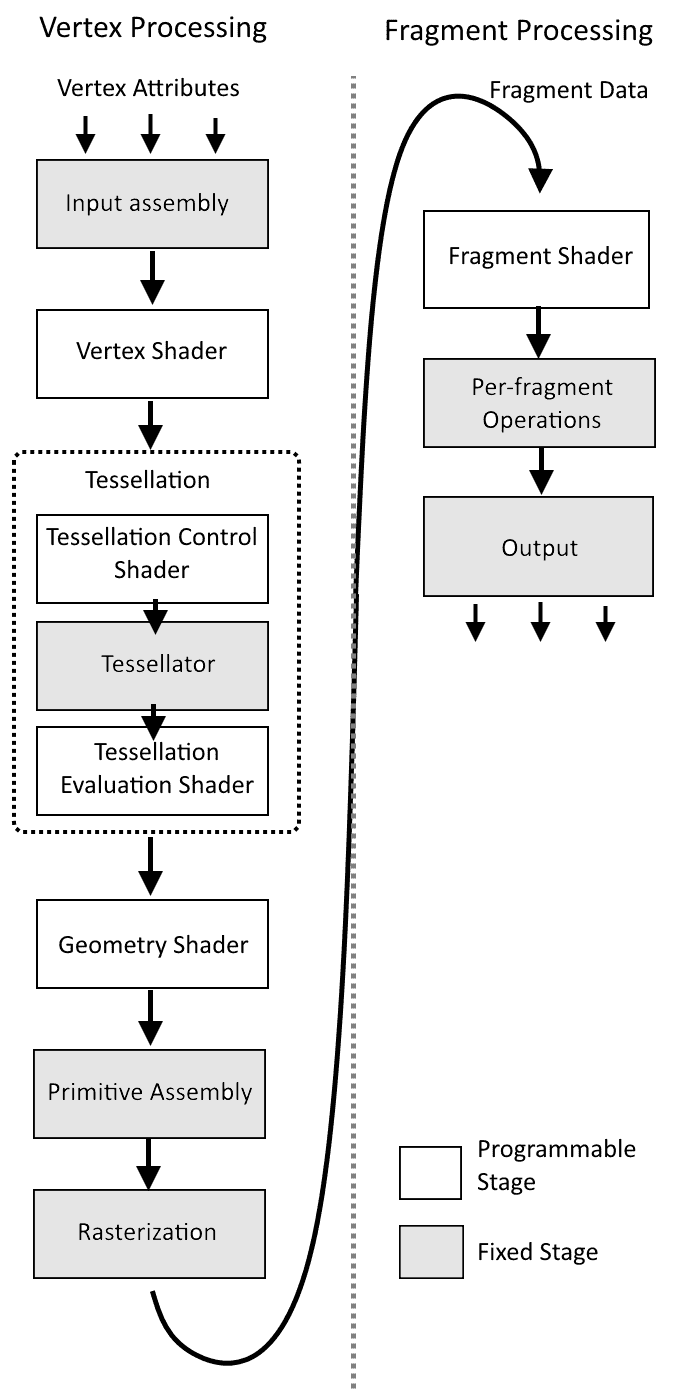 Vertex Processing
Vertex Attributes
Input assembly
Vertex Shader
Tessellation
Tessellation Control
Shader
Tessellator
Tessellation
Evaluation Shader
Geometry Shader
Primitive Assembly
Rasterization
Fragment Processing
Fragment Data
Fragment Shader
Per-fragment
Operations
Output
Programmable
Stage
Fixed Stage